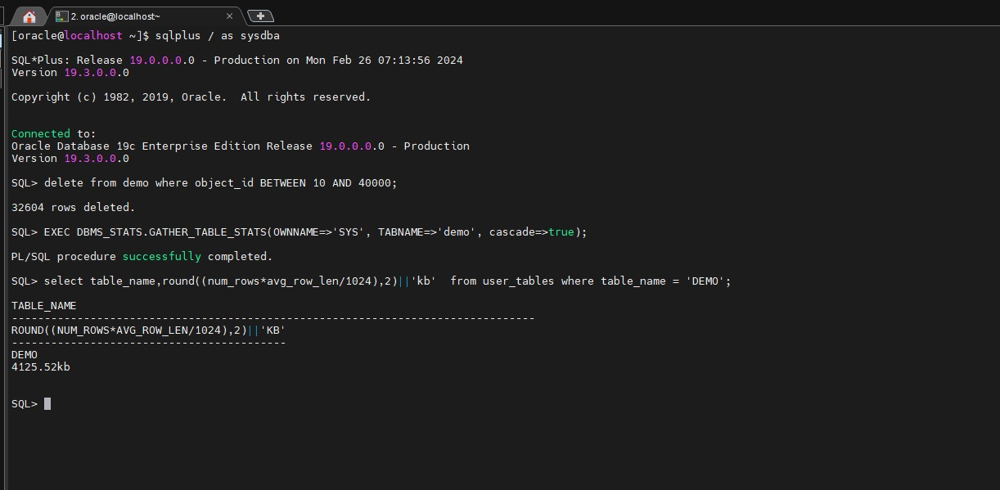 2. oracle@localhost~
[oracle@localhost ~]$ sqlplus / as sysdba
SQL*Plus: Release 19.0.0.0.0 - Production on Mon Feb 26 07:13:56 2024
Version 19.3.0.0.0
Copyright (c) 1982, 2019, Oracle.  All rights reserved.
Connected to:
Oracle Database 19c Enterprise Edition Release 19.0.0.0.0 - Production
Version 19.3.0.0.0
SQL> delete from demo where object_id BETWEEN 10 AND 40000;
32604 rows deleted.
SQL> EXEC DBMS_STATS.GATHER_TABLE_STATS(OWNNAME=>'SYS', TABNAME=>'demo', cascade=>true);
PL/SQL procedure successfully completed.
SQL> select table_name,round((num_rows*avg_row_len/1024),2)||'kb'  from user_tables where table_name = 'DEMO';
TABLE_NAME
--------------------------------------------------------------------------------
ROUND((NUM_ROWS*AVG_ROW_LEN/1024),2)||'KB'
------------------------------------------
DEMO
4125.52kb
SQL>